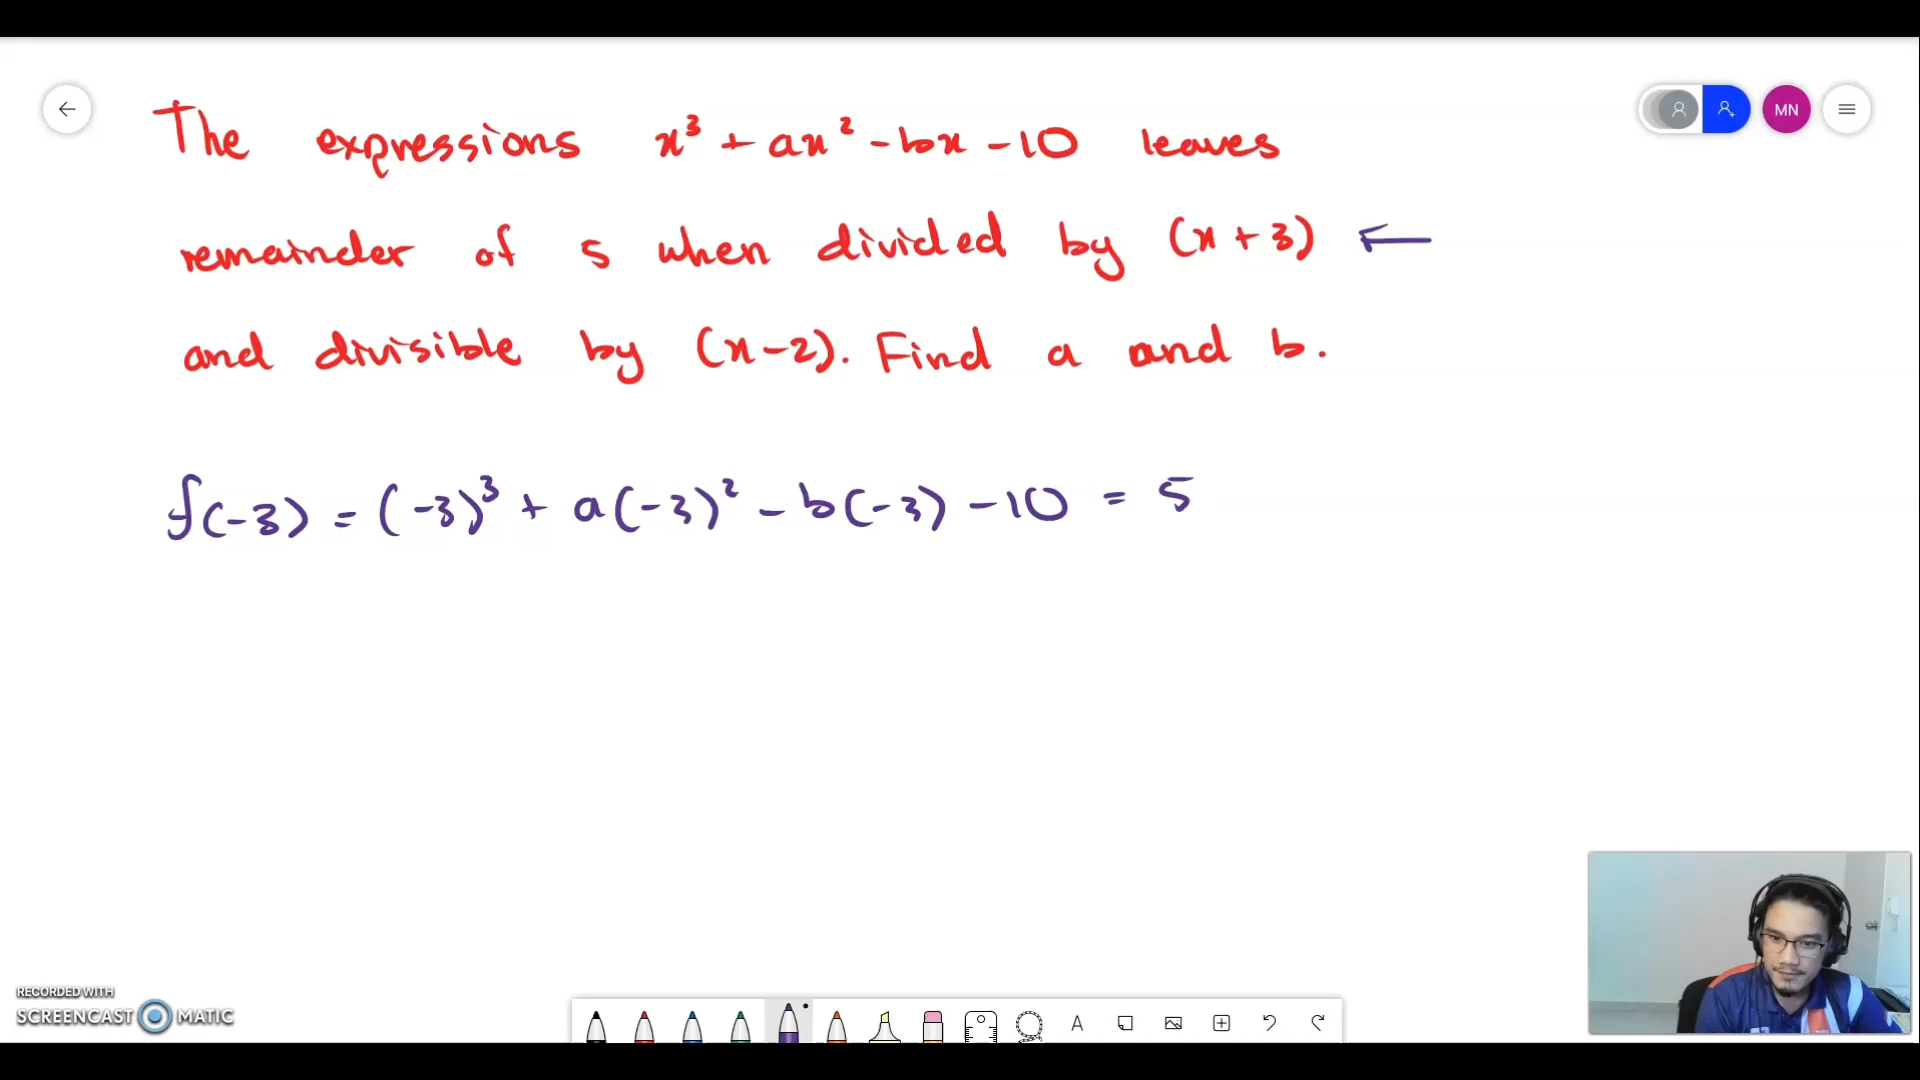 The expressions x³ + ax² - bx - 10 leaves
remainder of 5 when divided by (x + 3) ←
and divisible by (x - 2). Find a and b.
f(-3) = (-3)³ + a(-3)² - b(-3) - 10 = 5
MN
RECORDED WITH
SCREENCAST MATIC
A